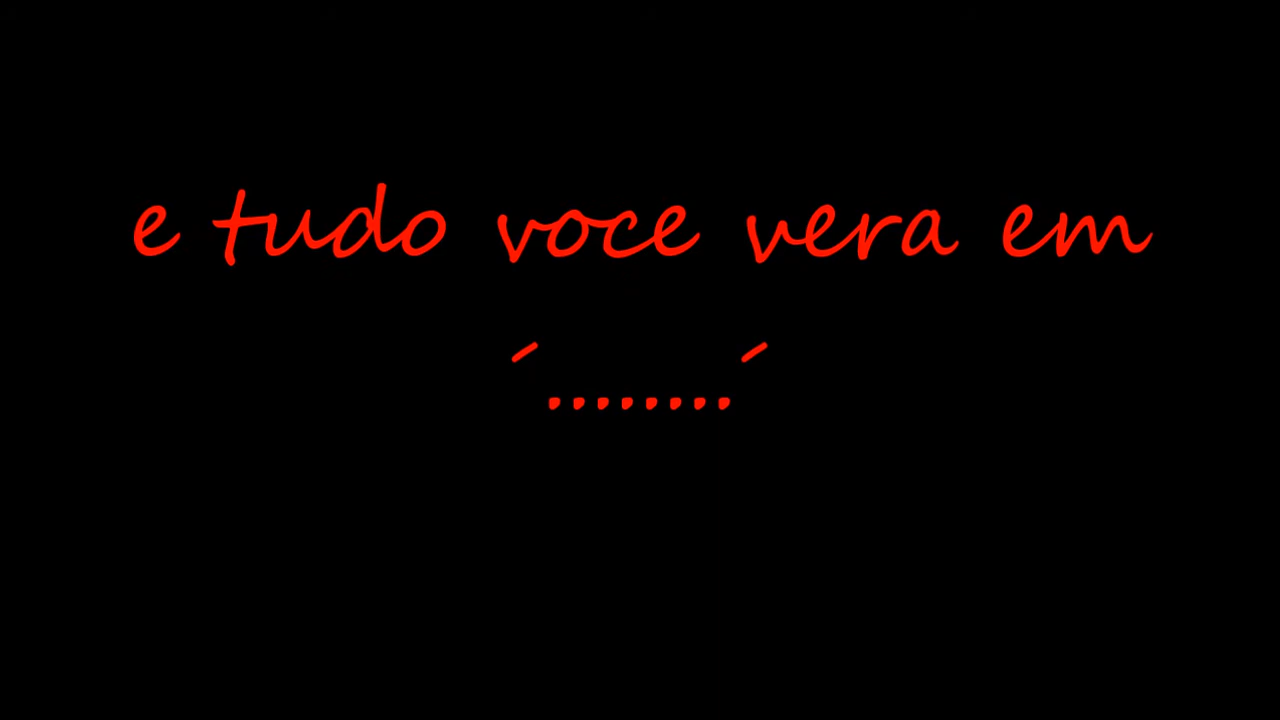 e tudo voce vera em
´........´